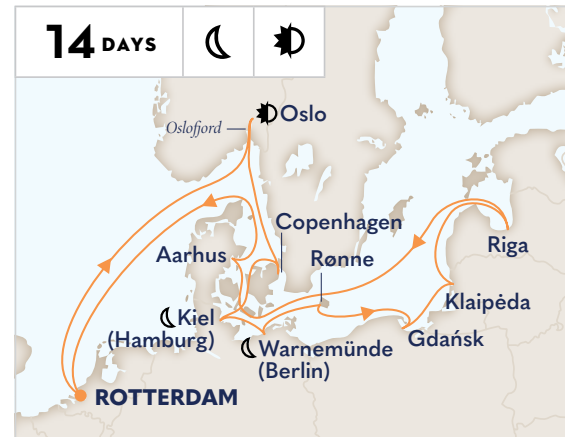 14 DAYS
Oslo
Oslofjord
Copenhagen
Aarhus
Rønne
Riga
Klaipėda
Kiel
(Hamburg)
Gdańsk
Warnemünde
(Berlin)
ROTTERDAM